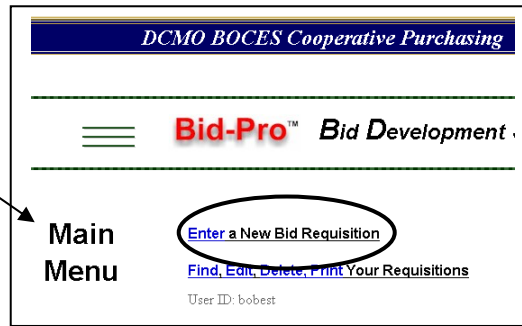 DCMO BOCES Cooperative Purchasing
Bid-Pro™ Bid Development
Main
Menu
Enter a New Bid Requisition
Find, Edit, Delete, Print Your Requisitions
User ID: bobest